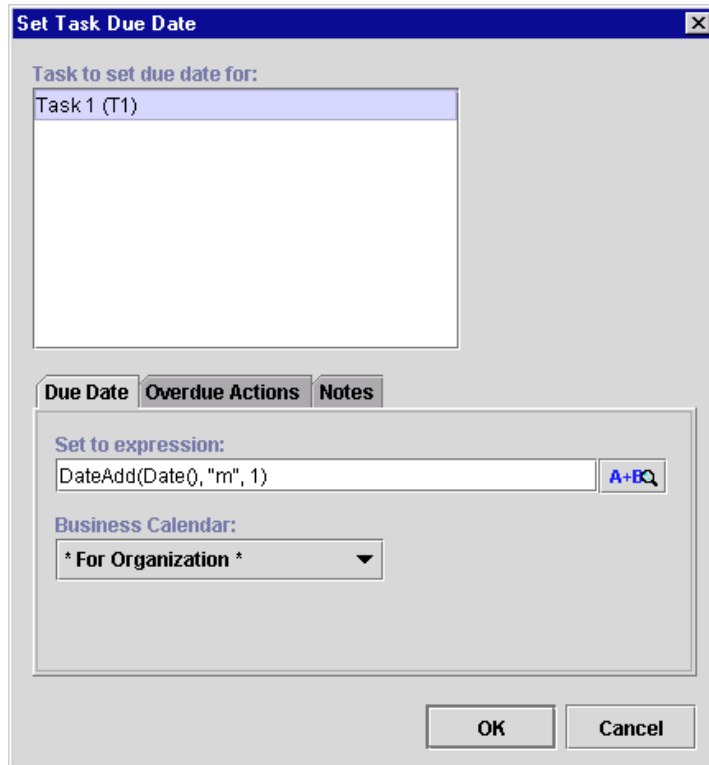 Set Task Due Date
Task to set due date for:
Task 1 (T1)
Due Date Overdue Actions Notes
Set to expression:
DateAdd(Date(), "m", 1) A+B
Business Calendar:
* For Organization *
OK Cancel